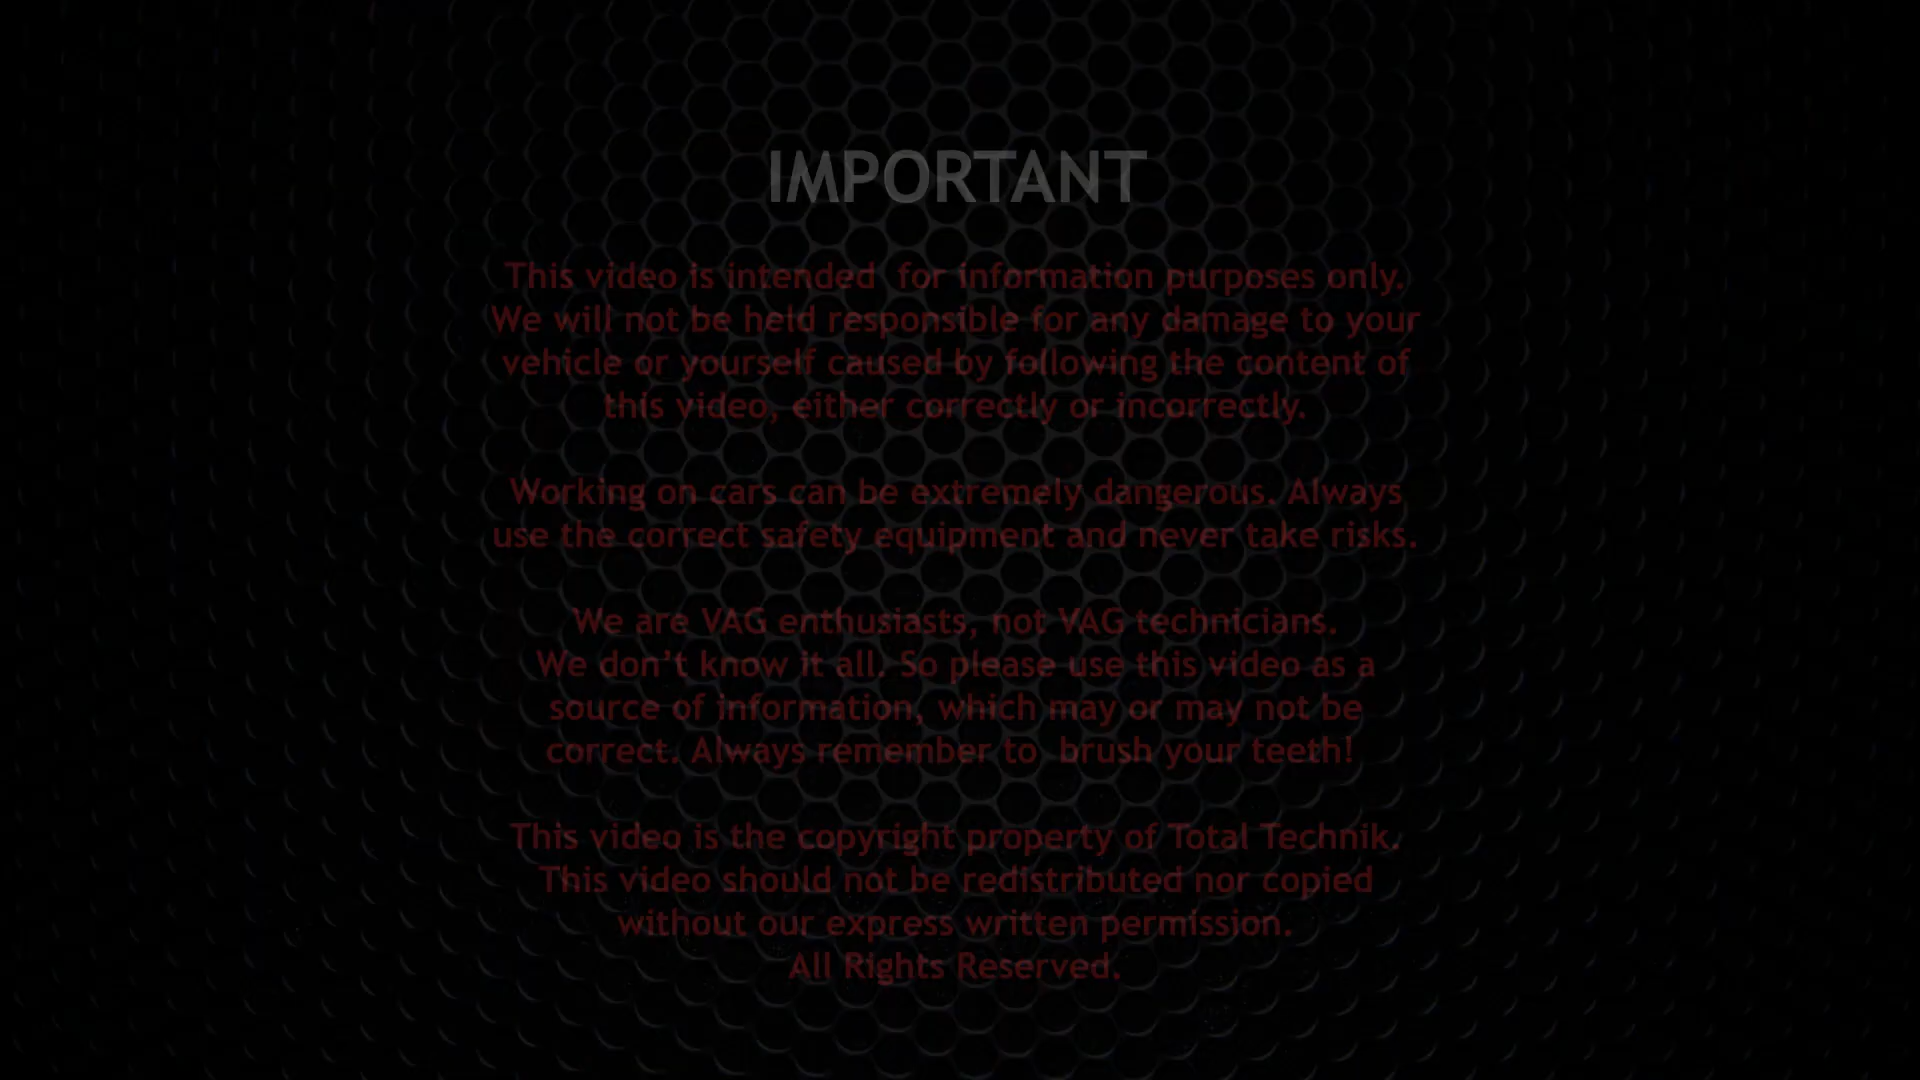 IMPORTANT
This video is intended for information purposes only.
We will not be held responsible for any damage to your
vehicle or yourself caused by following the content of
this video, either correctly or incorrectly.
Working on cars can be extremely dangerous. Always
use the correct safety equipment and never take risks.
We are VAG enthusiasts, not VAG technicians.
We don’t know it all. So please use this video as a
source of information, which may or may not be
correct. Always remember to brush your teeth!
This video is the copyright property of Total Technik.
This video should not be redistributed nor copied
without our express written permission.
All Rights Reserved.